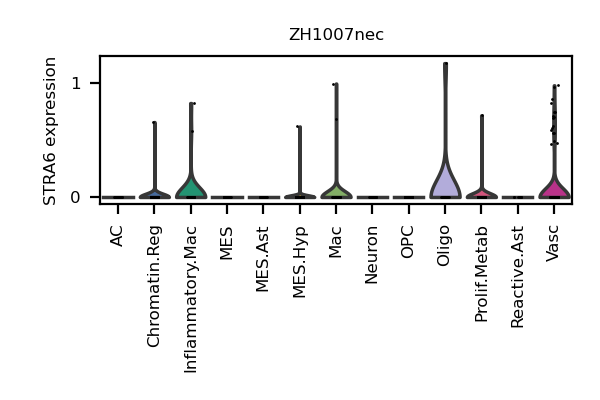 ZH1007nec
STRA6 expression
1
0
AC
Chromatin.Reg
Inflammatory.Mac
MES
MES.Ast
MES.Hyp
Mac
Neuron
OPC
Oligo
Prolif.Metab
Reactive.Ast
Vasc